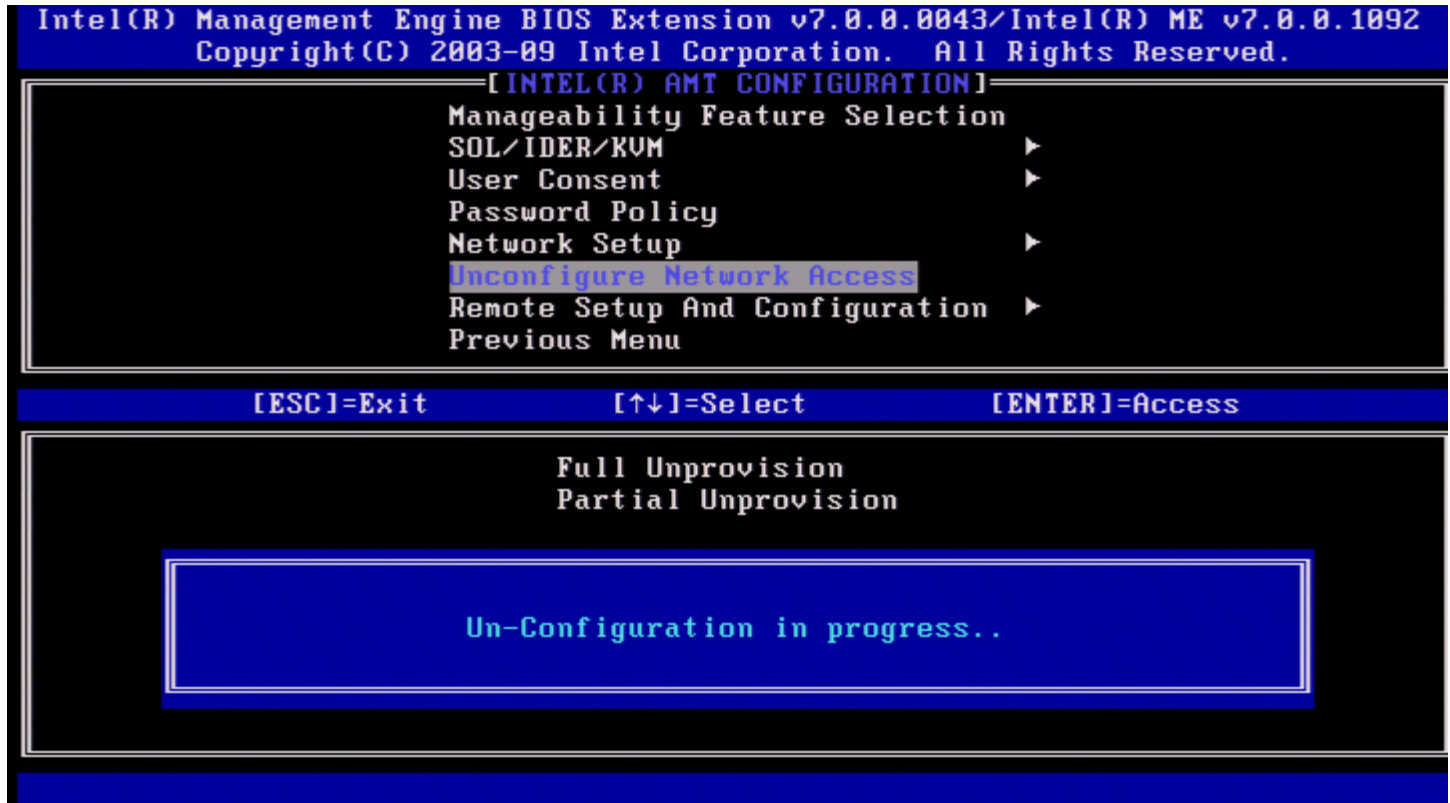 Intel(R) Management Engine BIOS Extension v7.0.0.0043/Intel(R) ME v7.0.0.1092
Copyright(C) 2003-09 Intel Corporation. All Rights Reserved.
[INTEL(R) AMT CONFIGURATION]
Manageability Feature Selection
SOL/IDER/KVM ►
User Consent ►
Password Policy
Network Setup ►
Unconfigure Network Access
Remote Setup And Configuration ►
Previous Menu
[ESC]=Exit [↑↓]=Select [ENTER]=Access
Full Unprovision
Partial Unprovision
Un-Configuration in progress..